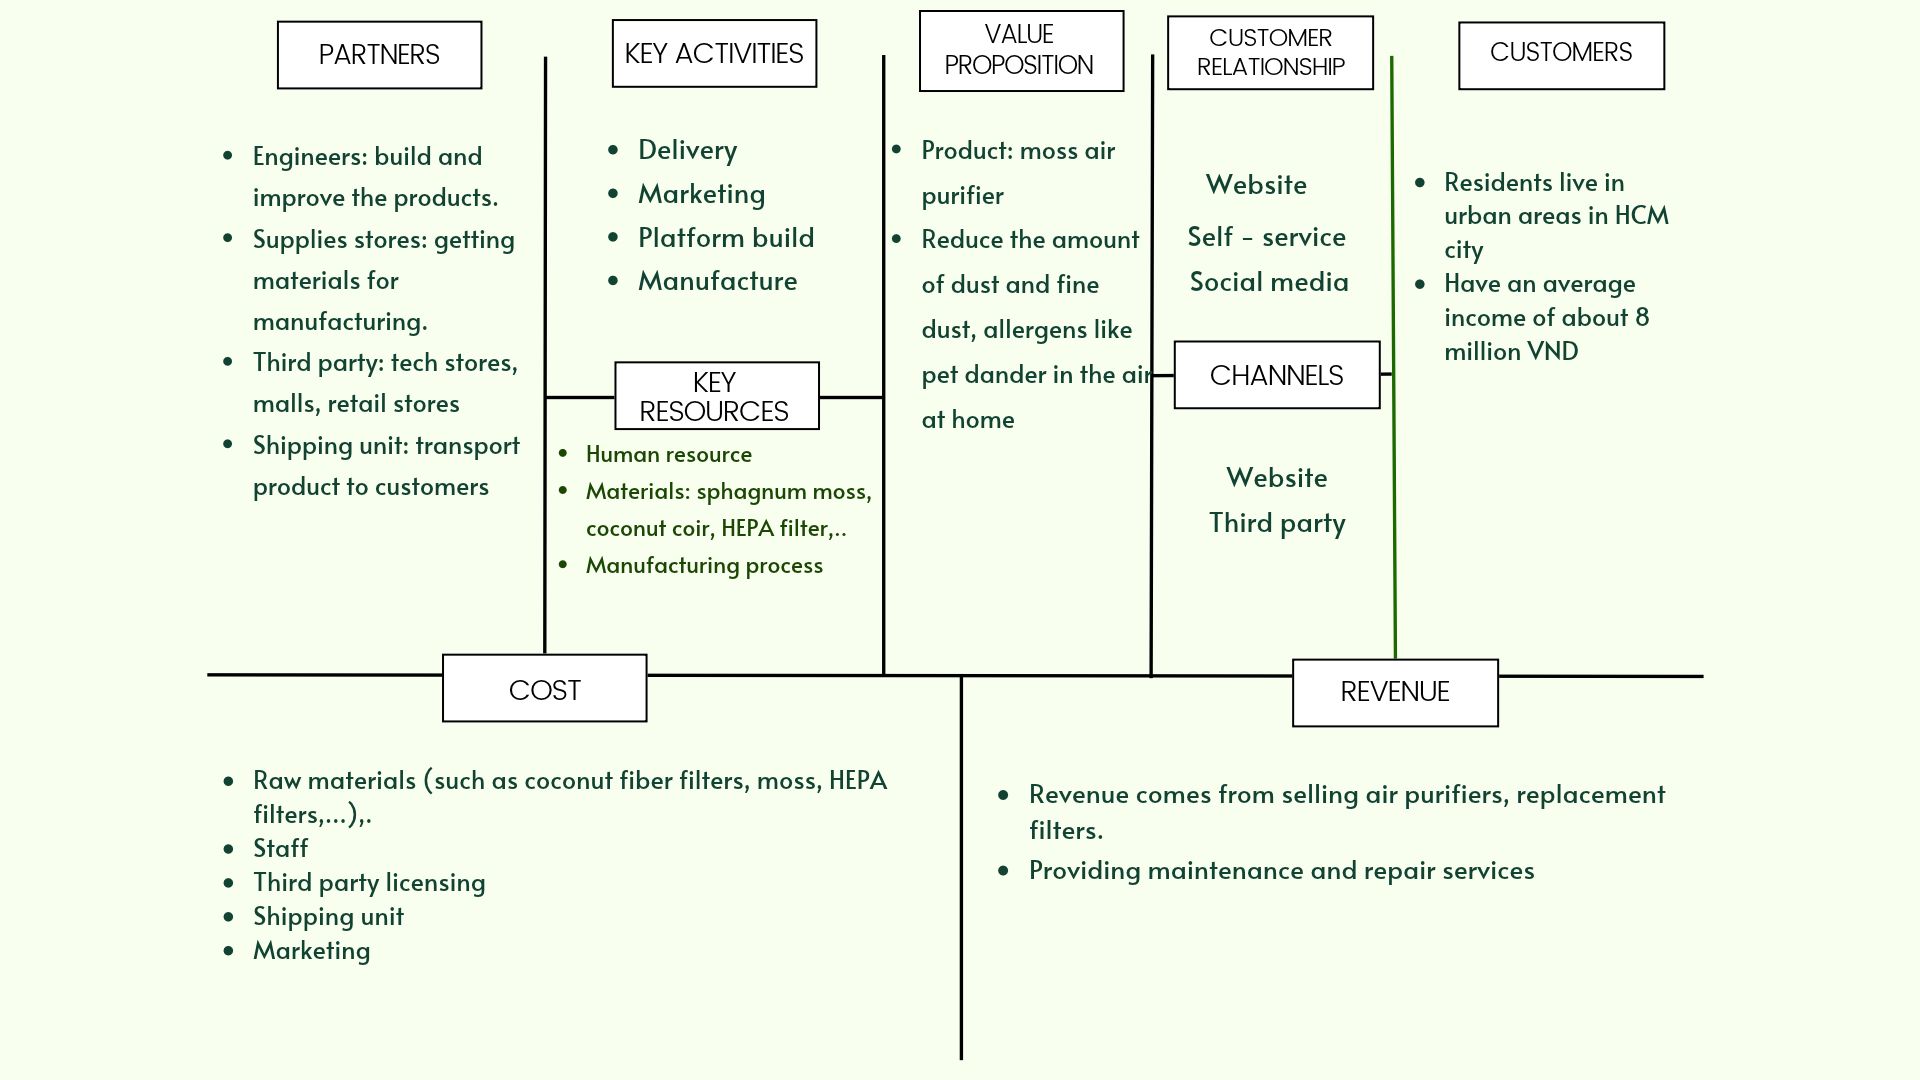 PARTNERS
Engineers: build and
improve the products.
Supplies stores: getting
materials for
manufacturing.
Third party: tech stores,
malls, retail stores
Shipping unit: transport
product to customers
KEY ACTIVITIES
Delivery
Marketing
Platform build
Manufacture
KEY
RESOURCES
Human resource
Materials: sphagnum moss,
coconut coir, HEPA filter,..
Manufacturing process
VALUE
PROPOSITION
Product: moss air
purifier
Reduce the amount
of dust and fine
dust, allergens like
pet dander in the air
at home
CUSTOMER
RELATIONSHIP
Website
Self - service
Social media
CHANNELS
Website
Third party
CUSTOMERS
Residents live in
urban areas in HCM
city
Have an average
income of about 8
million VND
COST
Raw materials (such as coconut fiber filters, moss, HEPA
filters,...),.
Staff
Third party licensing
Shipping unit
Marketing
REVENUE
Revenue comes from selling air purifiers, replacement
filters.
Providing maintenance and repair services